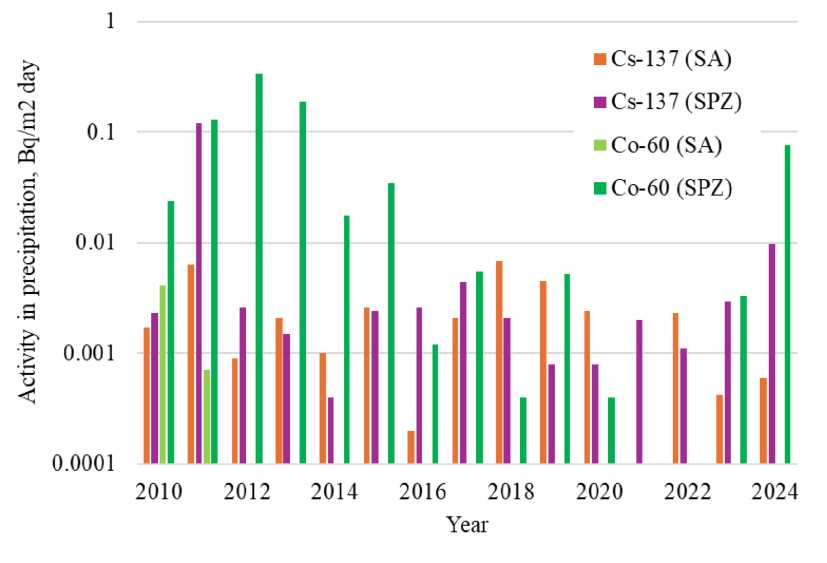 1
0.1
0.01
0.001
0.0001
Activity in precipitation, Bq/m2 day
Cs-137 (SA)
Cs-137 (SPZ)
Co-60 (SA)
Co-60 (SPZ)
2010 2012 2014 2016 2018 2020 2022 2024
Year